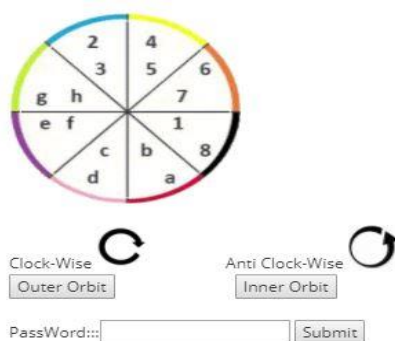 2 4
3 5 6
g h 7
e f 1
c b 8
d a
Clock-Wise Anti Clock-Wise
Outer Orbit Inner Orbit
PassWord::: Submit